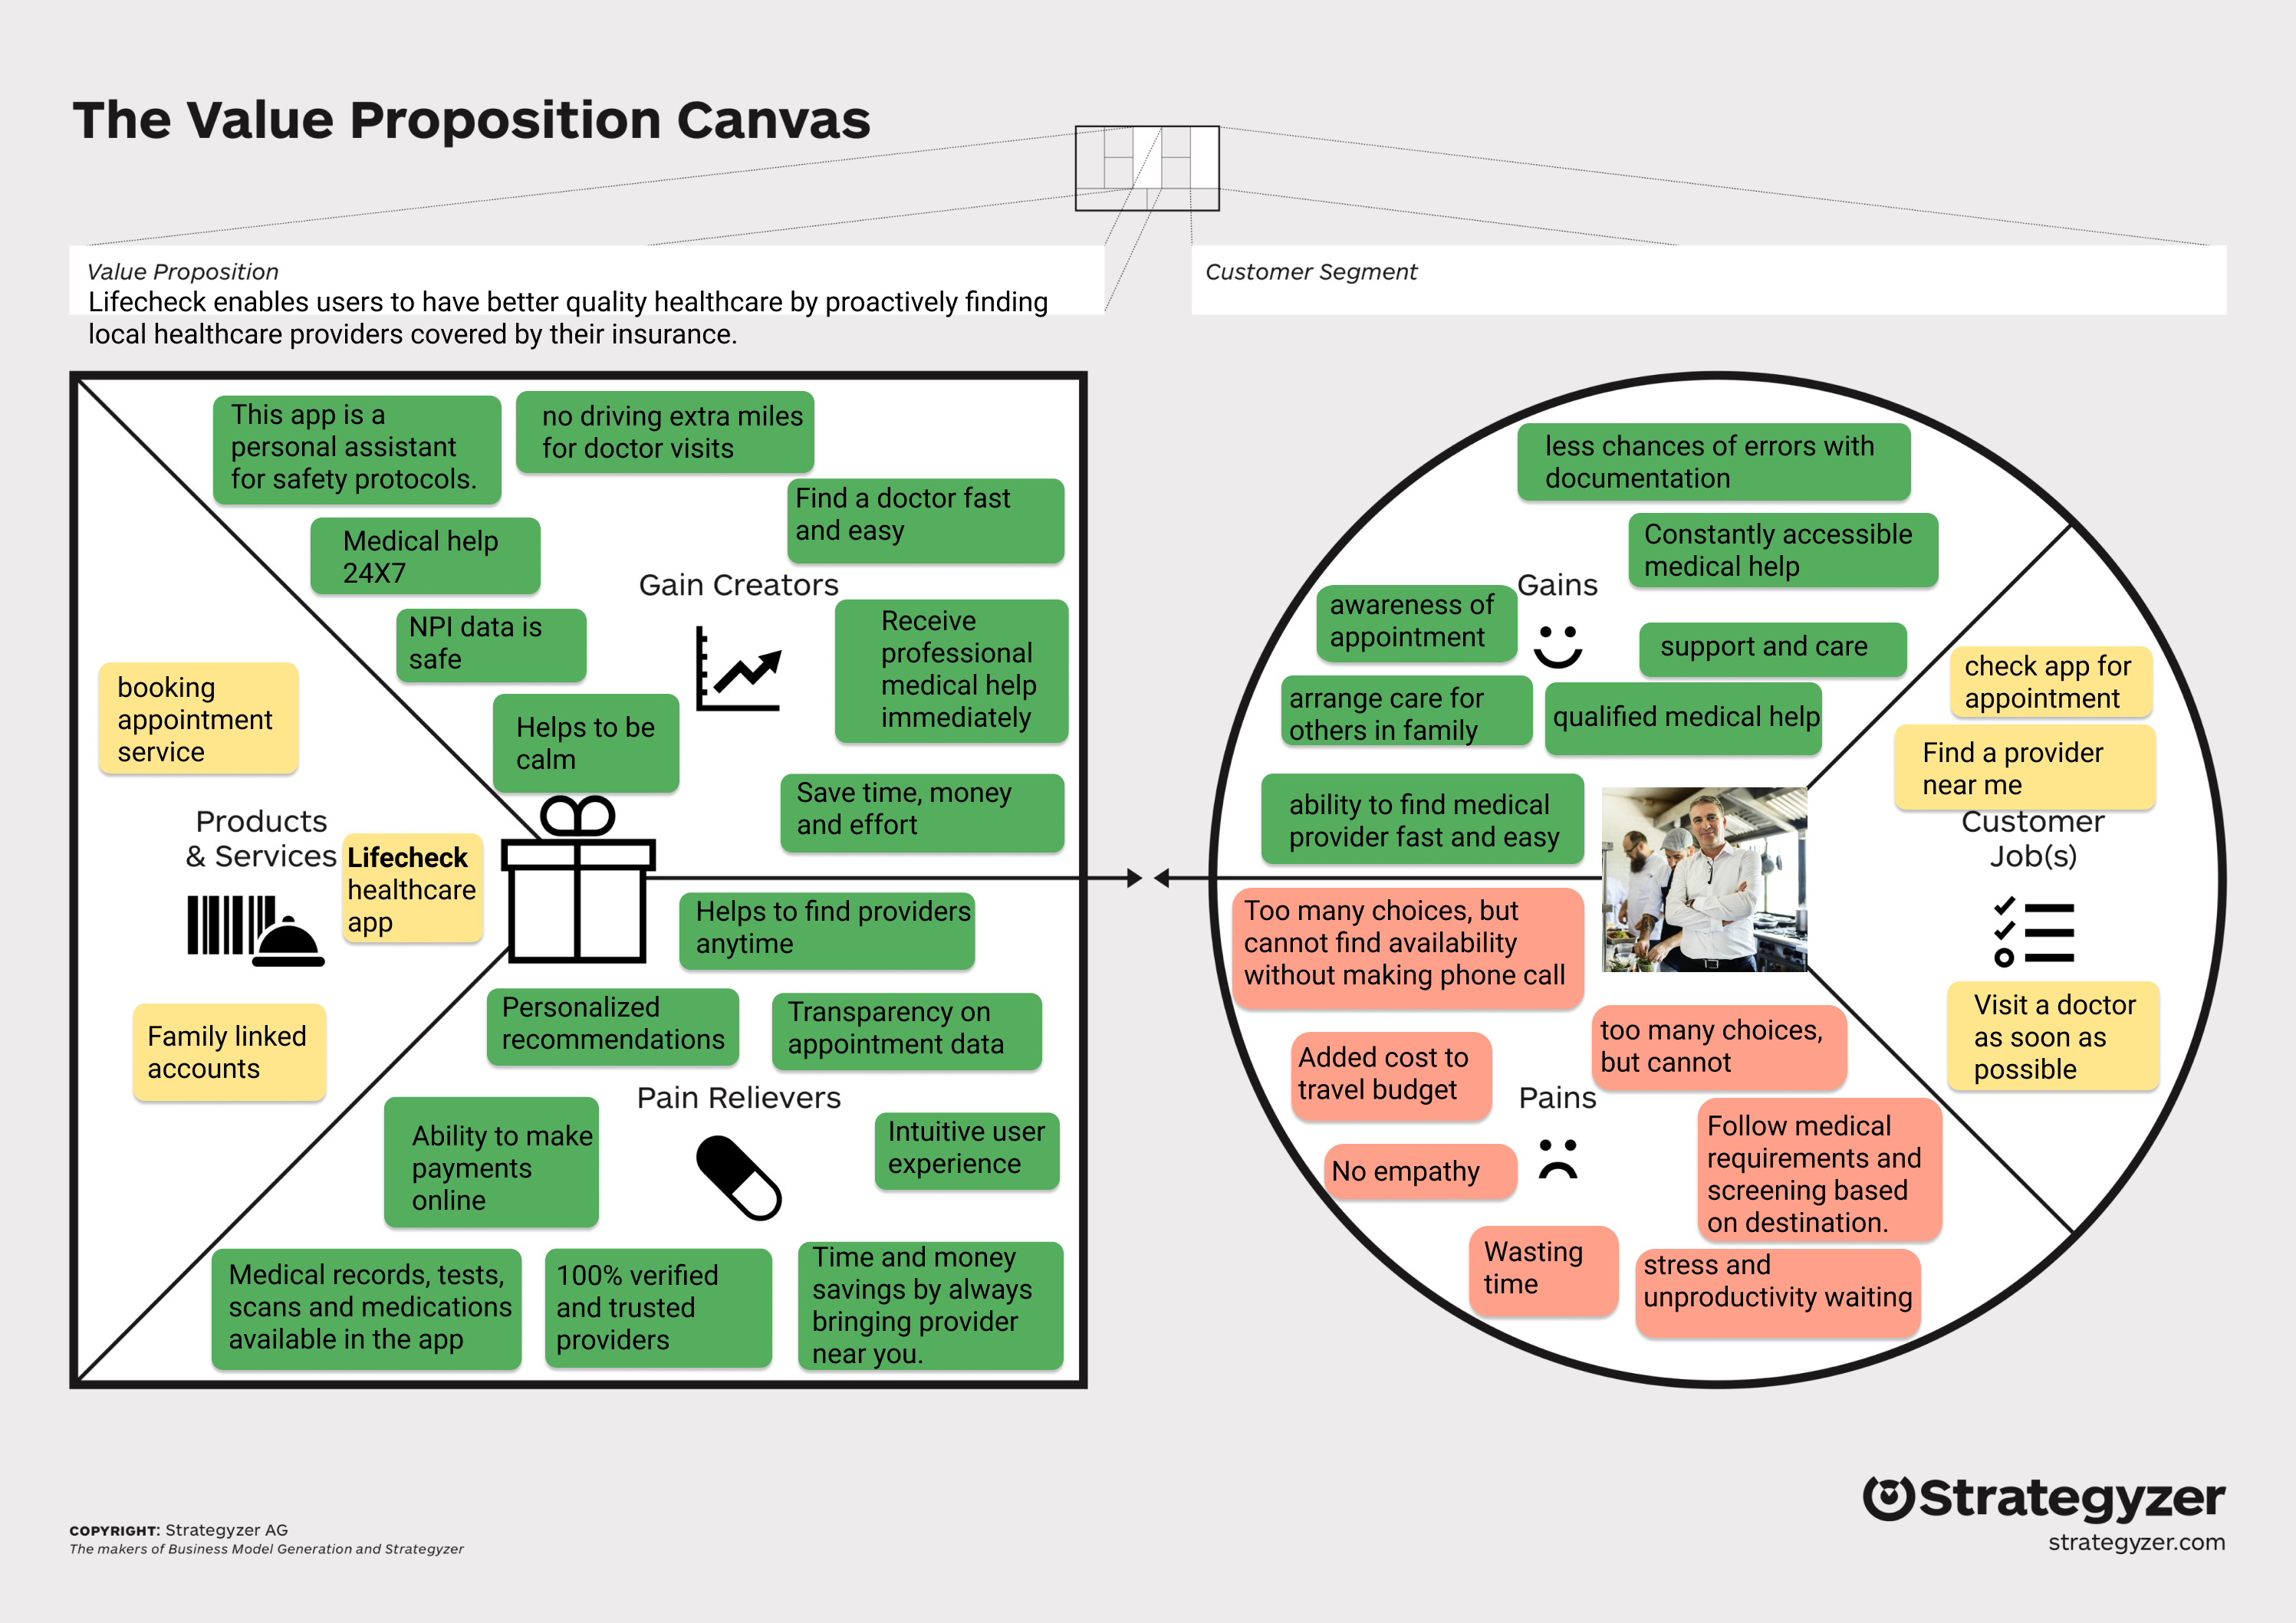 The Value Proposition Canvas
Value Proposition
Lifecheck enables users to have better quality healthcare by proactively finding
local healthcare providers covered by their insurance.
Customer Segment
This app is a
personal assistant
for safety protocols.
no driving extra miles
for doctor visits
Find a doctor fast
and easy
Medical help
24X7
Gain Creators
NPI data is
safe
Receive
professional
medical help
immediately
Helps to be
calm
Save time, money
and effort
booking
appointment
service
Products
& Services
Lifecheck
healthcare
app
Family linked
accounts
Helps to find providers
anytime
Personalized
recommendations
Transparency on
appointment data
Pain Relievers
Ability to make
payments
online
Intuitive user
experience
Medical records, tests,
scans and medications
available in the app
100% verified
and trusted
providers
Time and money
savings by always
bringing provider
near you.
less chances of errors with
documentation
Constantly accessible
medical help
Gains
awareness of
appointment
support and care
arrange care for
others in family
qualified medical help
ability to find medical
provider fast and easy
check app for
appointment
Find a provider
near me
Customer
Job(s)
Visit a doctor
as soon as
possible
Too many choices, but
cannot find availability
without making phone call
too many choices,
but cannot
Added cost to
travel budget
Pains
No empathy
Follow medical
requirements and
screening based
on destination.
Wasting
time
stress and
unproductivity waiting
COPYRIGHT: Strategyzer AG
The makers of Business Model Generation and Strategyzer
Strategyzer
strategyzer.com